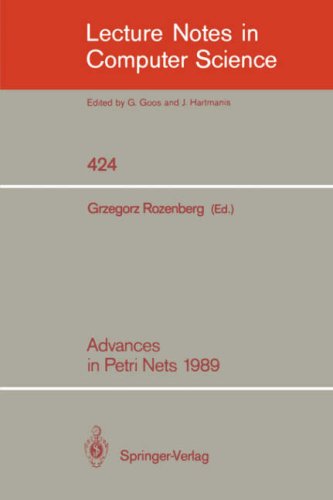 Lecture Notes in
Computer Science
Edited by G. Goos and J. Hartmanis
424
Grzegorz Rozenberg (Ed.)
Advances
in Petri Nets 1989
Springer-Verlag